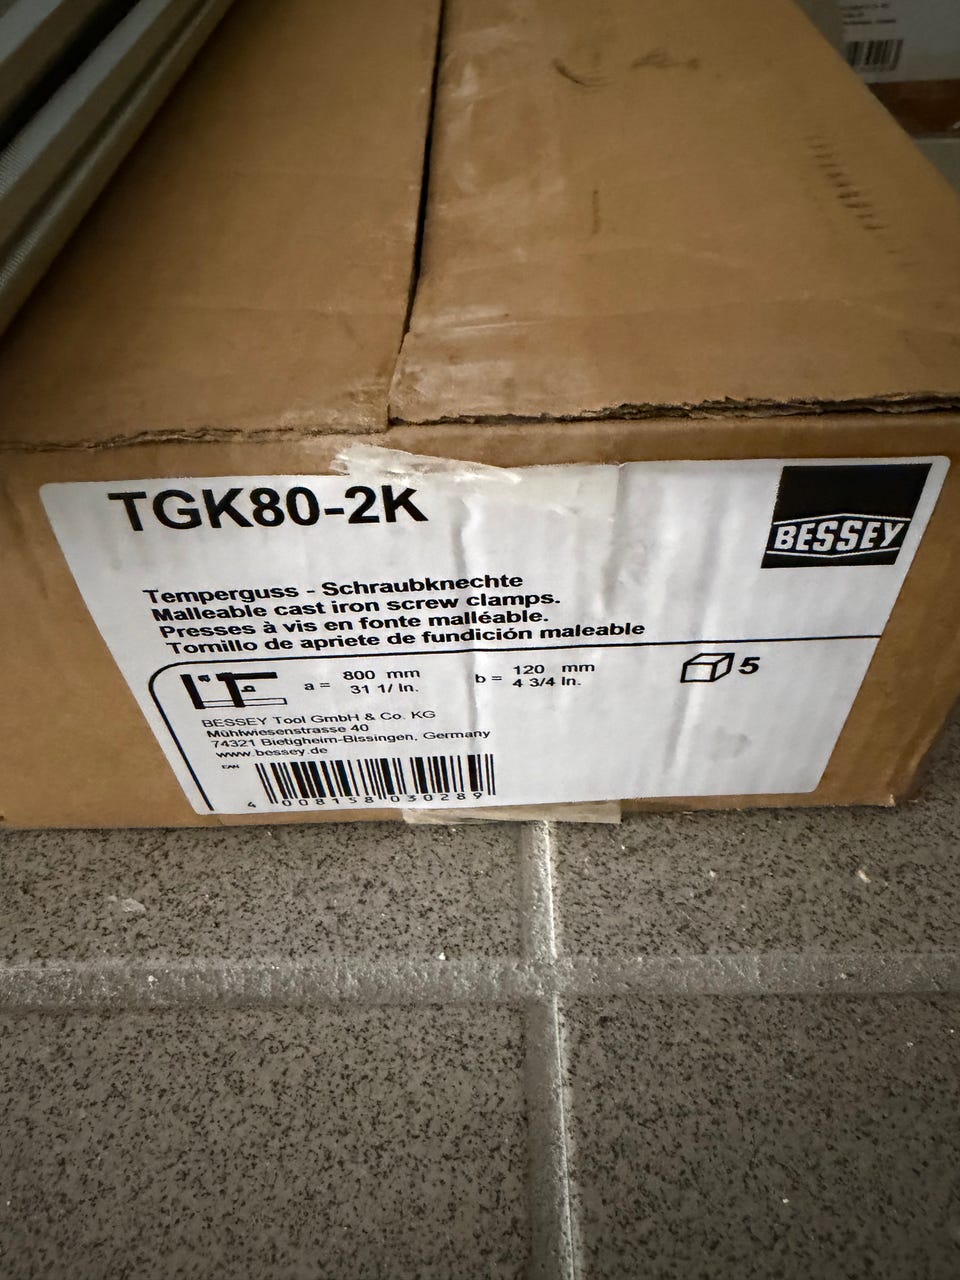 TGK80-2K
BESSEY
Temperguss - Schraubknechte
Malleable cast iron screw clamps.
Presses à vis en fonte malléable.
Tornillo de apriete de fundición maleable
a = 800 mm
31 1/ In.
b = 120 mm
4 3/4 In.
5
BESSEY Tool GmbH & Co. KG
Mühlwiesenstrasse 40
74321 Bietigheim-Bissingen, Germany
www.bessey.de
EAN
4 008158 030289